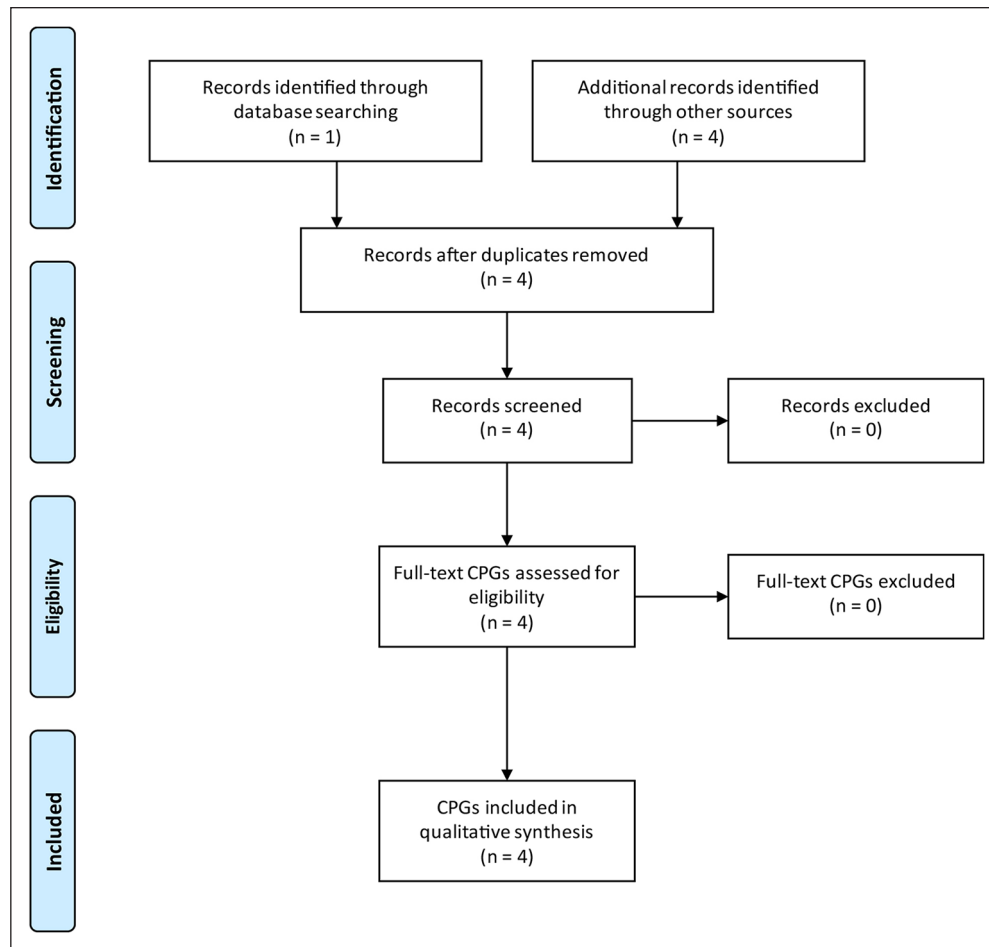 Identification
Records identified through
database searching
(n = 1)
Additional records identified
through other sources
(n = 4)
Records after duplicates removed
(n = 4)
Screening
Records screened
(n = 4)
Records excluded
(n = 0)
Eligibility
Full-text CPGs assessed for
eligibility
(n = 4)
Full-text CPGs excluded
(n = 0)
Included
CPGs included in
qualitative synthesis
(n = 4)